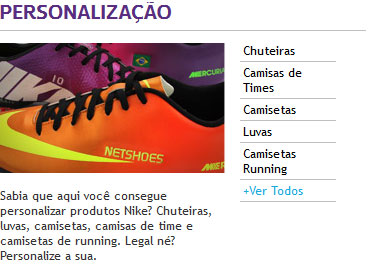 PERSONALIZAÇÃO
10
MERCURIAL
NETSHOES
MER
Sabia que aqui você consegue
personalizar produtos Nike? Chuteiras,
luvas, camisetas, camisas de time e
camisetas de running. Legal né?
Personalize a sua.
Chuteiras
Camisas de
Times
Camisetas
Luvas
Camisetas
Running
+Ver Todos